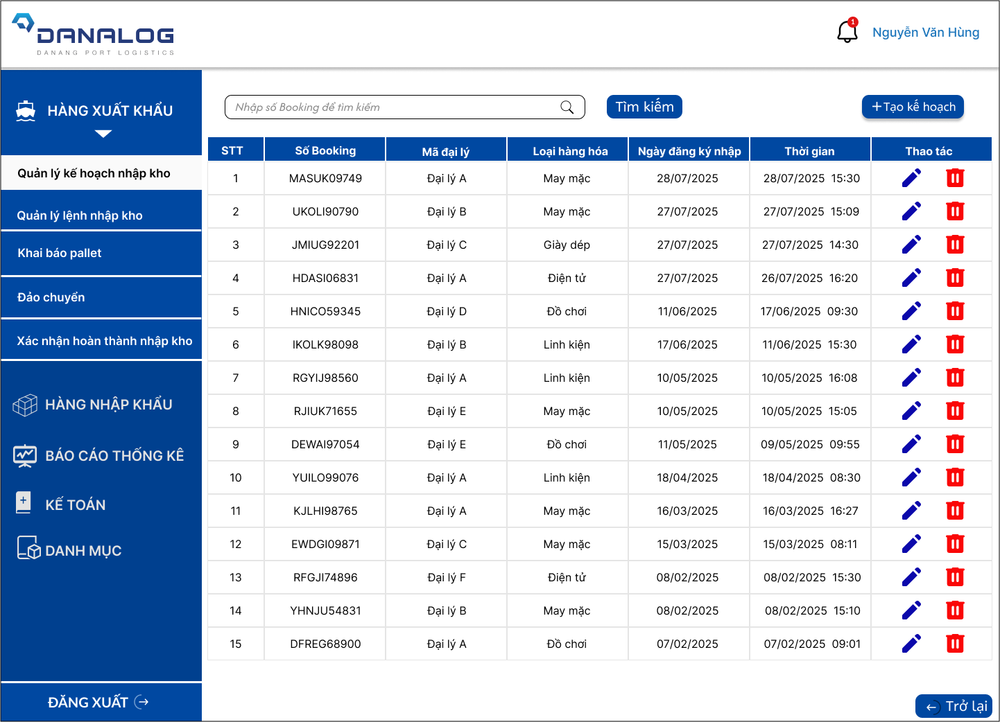 DANALOG
DANANG PORT LOGISTICS
1
Nguyễn Văn Hùng
HÀNG XUẤT KHẨU
Quản lý kế hoạch nhập kho
Quản lý lệnh nhập kho
Khai báo pallet
Đảo chuyển
Xác nhận hoàn thành nhập kho
HÀNG NHẬP KHẨU
BÁO CÁO THỐNG KÊ
KẾ TOÁN
DANH MỤC
ĐĂNG XUẤT
Nhập số Booking để tìm kiếm
Tìm kiếm
+Tạo kế hoạch
STT Số Booking Mã đại lý Loại hàng hóa Ngày đăng ký nhập Thời gian Thao tác
1 MASUK09749 Đại lý A May mặc 28/07/2025 28/07/2025 15:30
2 UKOLI90790 Đại lý B May mặc 27/07/2025 27/07/2025 15:09
3 JMIUG92201 Đại lý C Giày dép 27/07/2025 27/07/2025 14:30
4 HDASI06831 Đại lý A Điện tử 27/07/2025 26/07/2025 16:20
5 HNICO59345 Đại lý D Đồ chơi 11/06/2025 17/06/2025 09:30
6 IKOLK98098 Đại lý B Linh kiện 17/06/2025 11/06/2025 15:30
7 RGYIJ98560 Đại lý A Linh kiện 10/05/2025 10/05/2025 16:08
8 RJIUK71655 Đại lý E May mặc 10/05/2025 10/05/2025 15:05
9 DEWAI97054 Đại lý E Đồ chơi 11/05/2025 09/05/2025 09:55
10 YUILO99076 Đại lý A Linh kiện 18/04/2025 18/04/2025 08:30
11 KJLHI98765 Đại lý A May mặc 16/03/2025 16/03/2025 16:27
12 EWDGI09871 Đại lý C May mặc 15/03/2025 15/03/2025 08:11
13 RFGJI74896 Đại lý F Điện tử 08/02/2025 08/02/2025 15:30
14 YHNJU54831 Đại lý B May mặc 08/02/2025 08/02/2025 15:10
15 DFREG68900 Đại lý A Đồ chơi 07/02/2025 07/02/2025 09:01
Trở lại